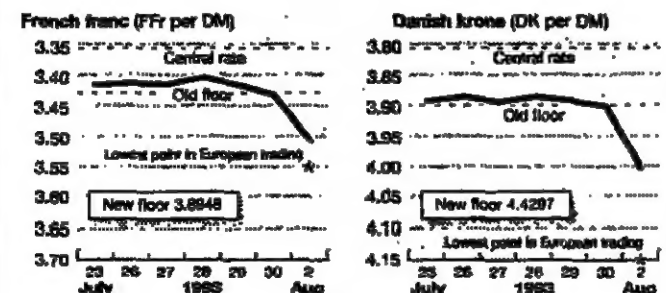 French franc (FFr per DM)
3.35
Central rate
3.40
Old floor
3.45
3.50
Lowest point in European trading
3.55
3.60
New floor 3.8948
3.65
3.70
23 26 27 28 29 30 2
July 1993 Aug
Danish krone (DK per DM)
3.80
Central rate
3.85
3.90
Old floor
3.95
4.00
4.05
New floor 4.4297
4.10
Lowest point in European trading
4.15
26 27 28 29 30 2
July 1993 Aug